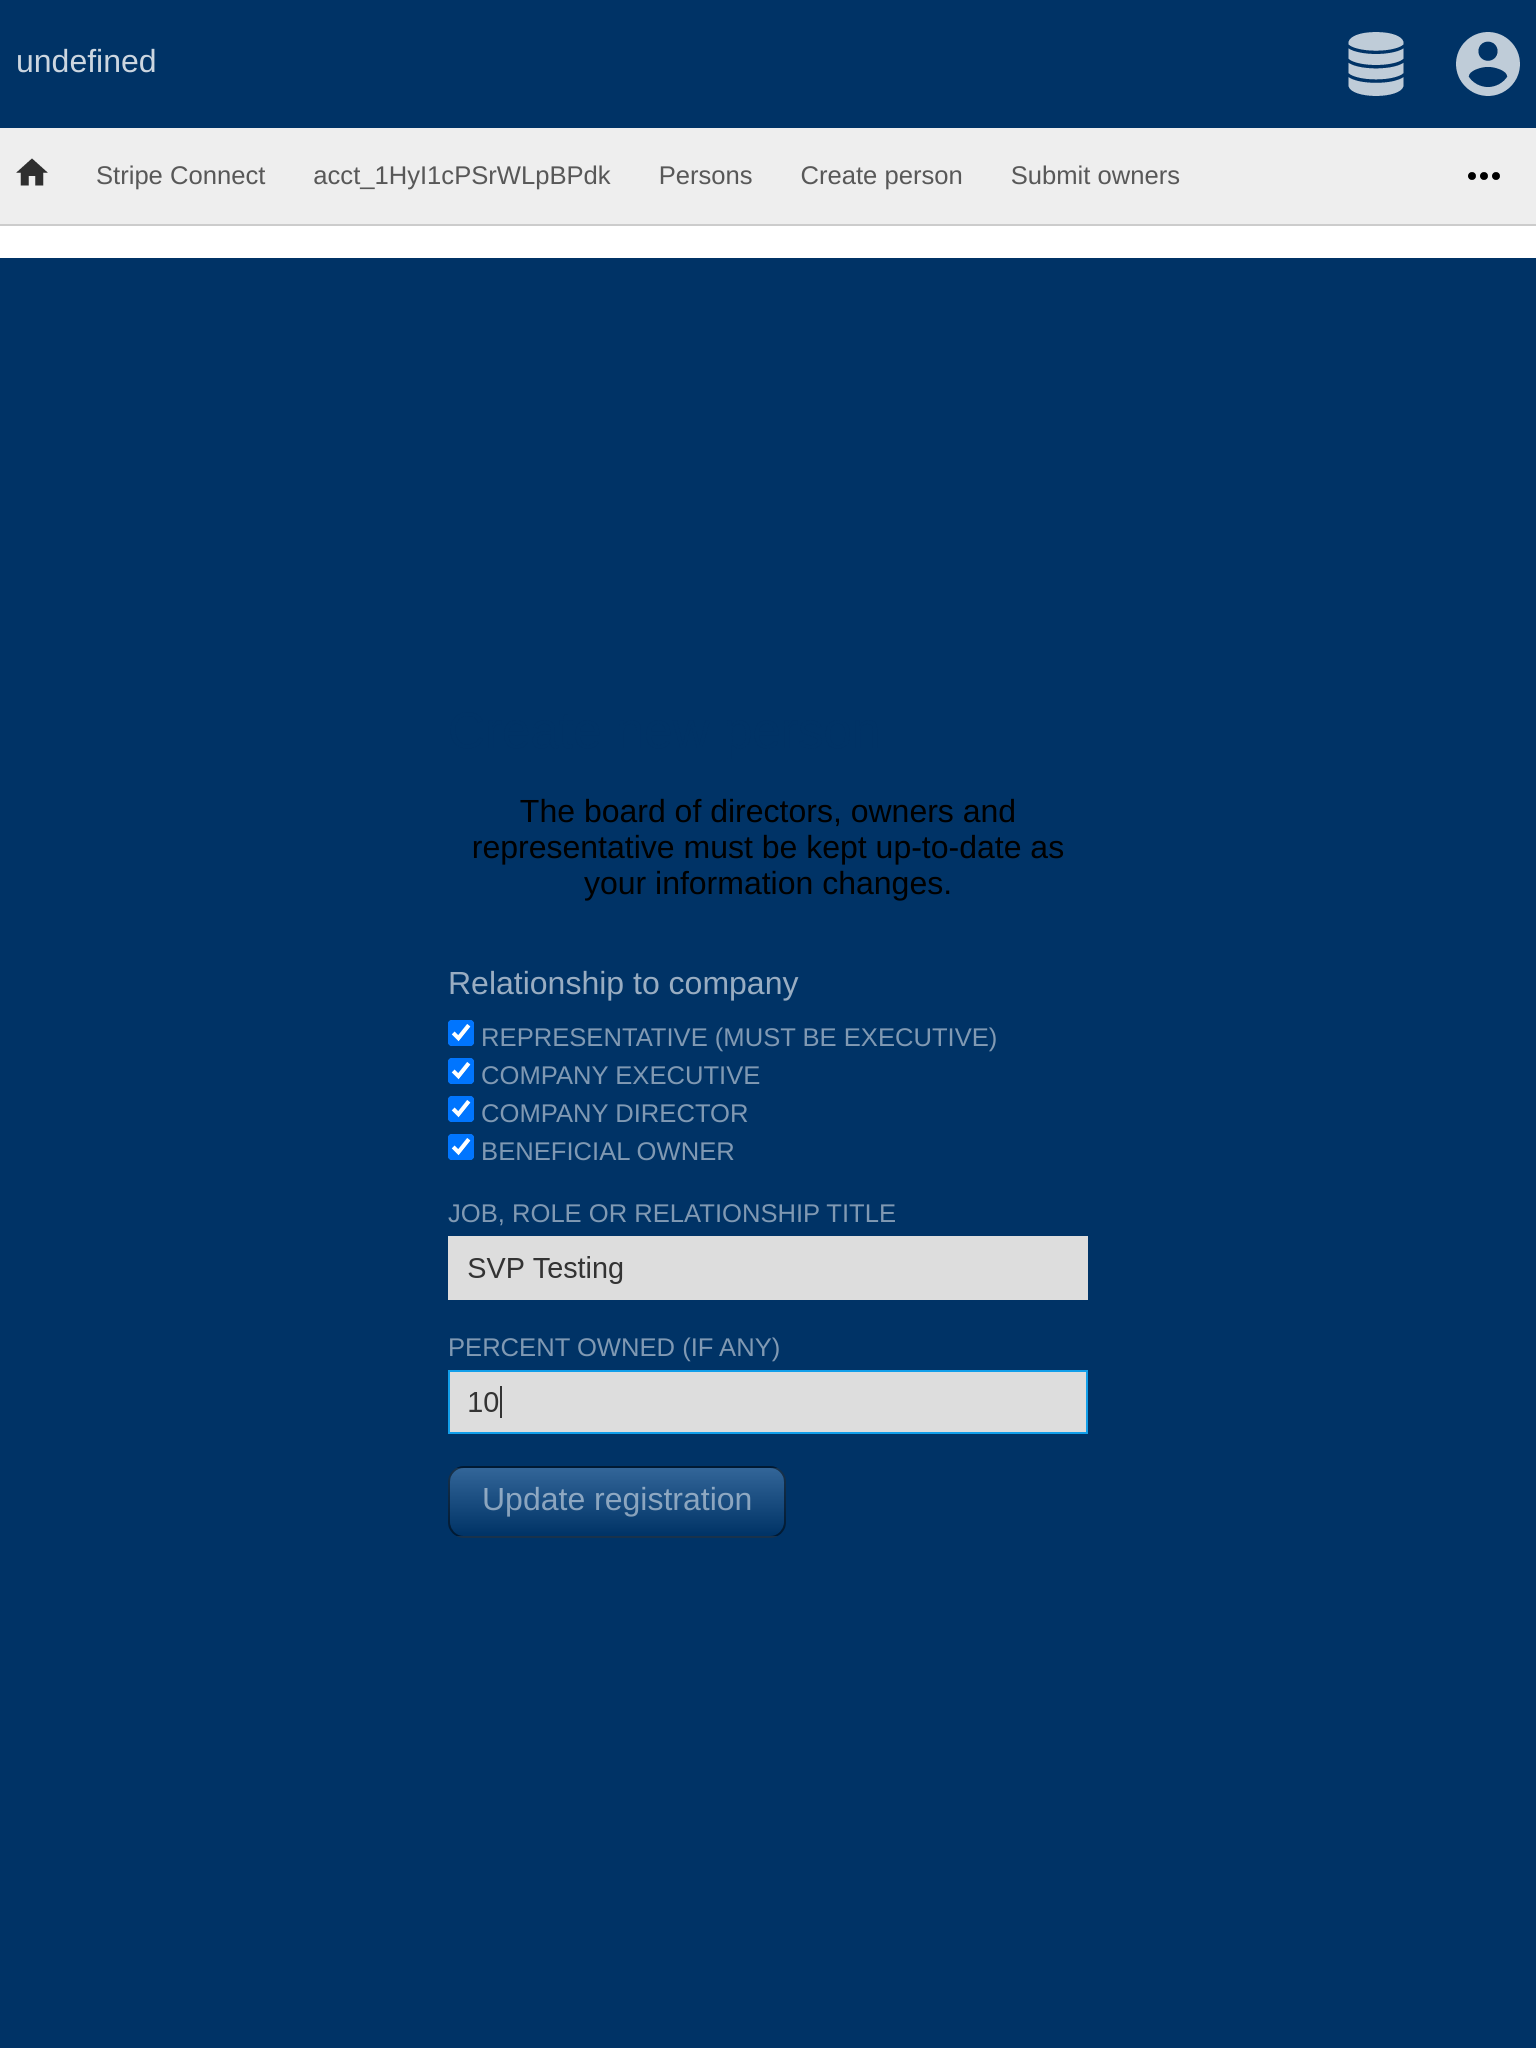 undefined
Stripe Connect acct_1HyI1cPSrWLpBPdk Persons Create person Submit owners
The board of directors, owners and
representative must be kept up-to-date as
your information changes.
Relationship to company
REPRESENTATIVE (MUST BE EXECUTIVE)
COMPANY EXECUTIVE
COMPANY DIRECTOR
BENEFICIAL OWNER
JOB, ROLE OR RELATIONSHIP TITLE
SVP Testing
PERCENT OWNED (IF ANY)
10
Update registration